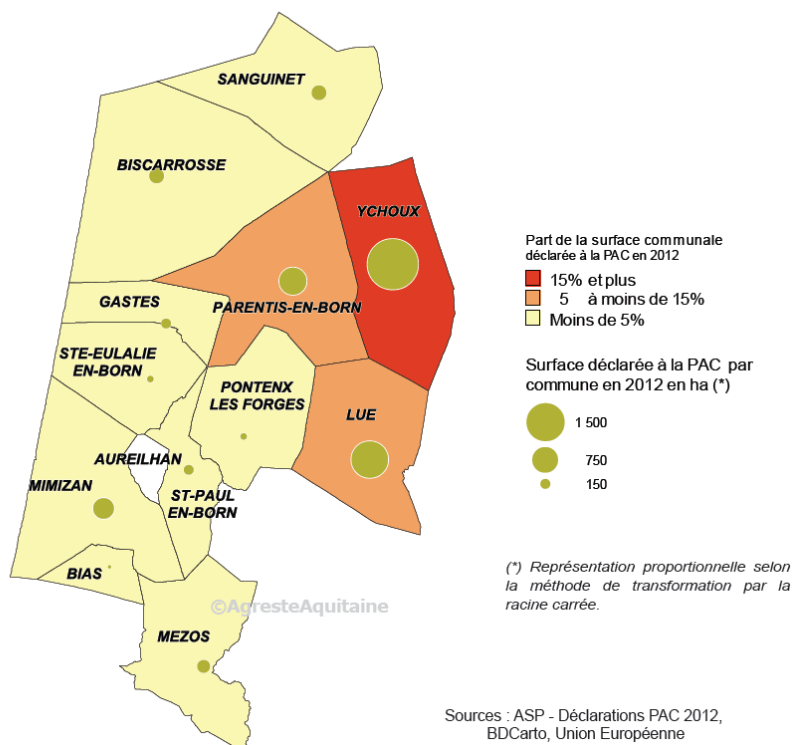 SANGUINET
BISCARROSSE
YCHOUX
GASTES
PARENTIS-EN-BORN
STE-EULALIE
EN-BORN
PONTENX
LES FORGES
LUE
AUREILHAN
MIMIZAN
ST-PAUL
EN-BORN
BIAS
©AgresteAquitaine
MEZOS
Part de la surface communale
déclarée à la PAC en 2012
15% et plus
5 à moins de 15%
Moins de 5%
Surface déclarée à la PAC par
commune en 2012 en ha (*)
1 500
750
150
(*) Représentation proportionnelle selon
la méthode de transformation par la
racine carrée.
Sources : ASP - Déclarations PAC 2012,
BDCarto, Union Européenne